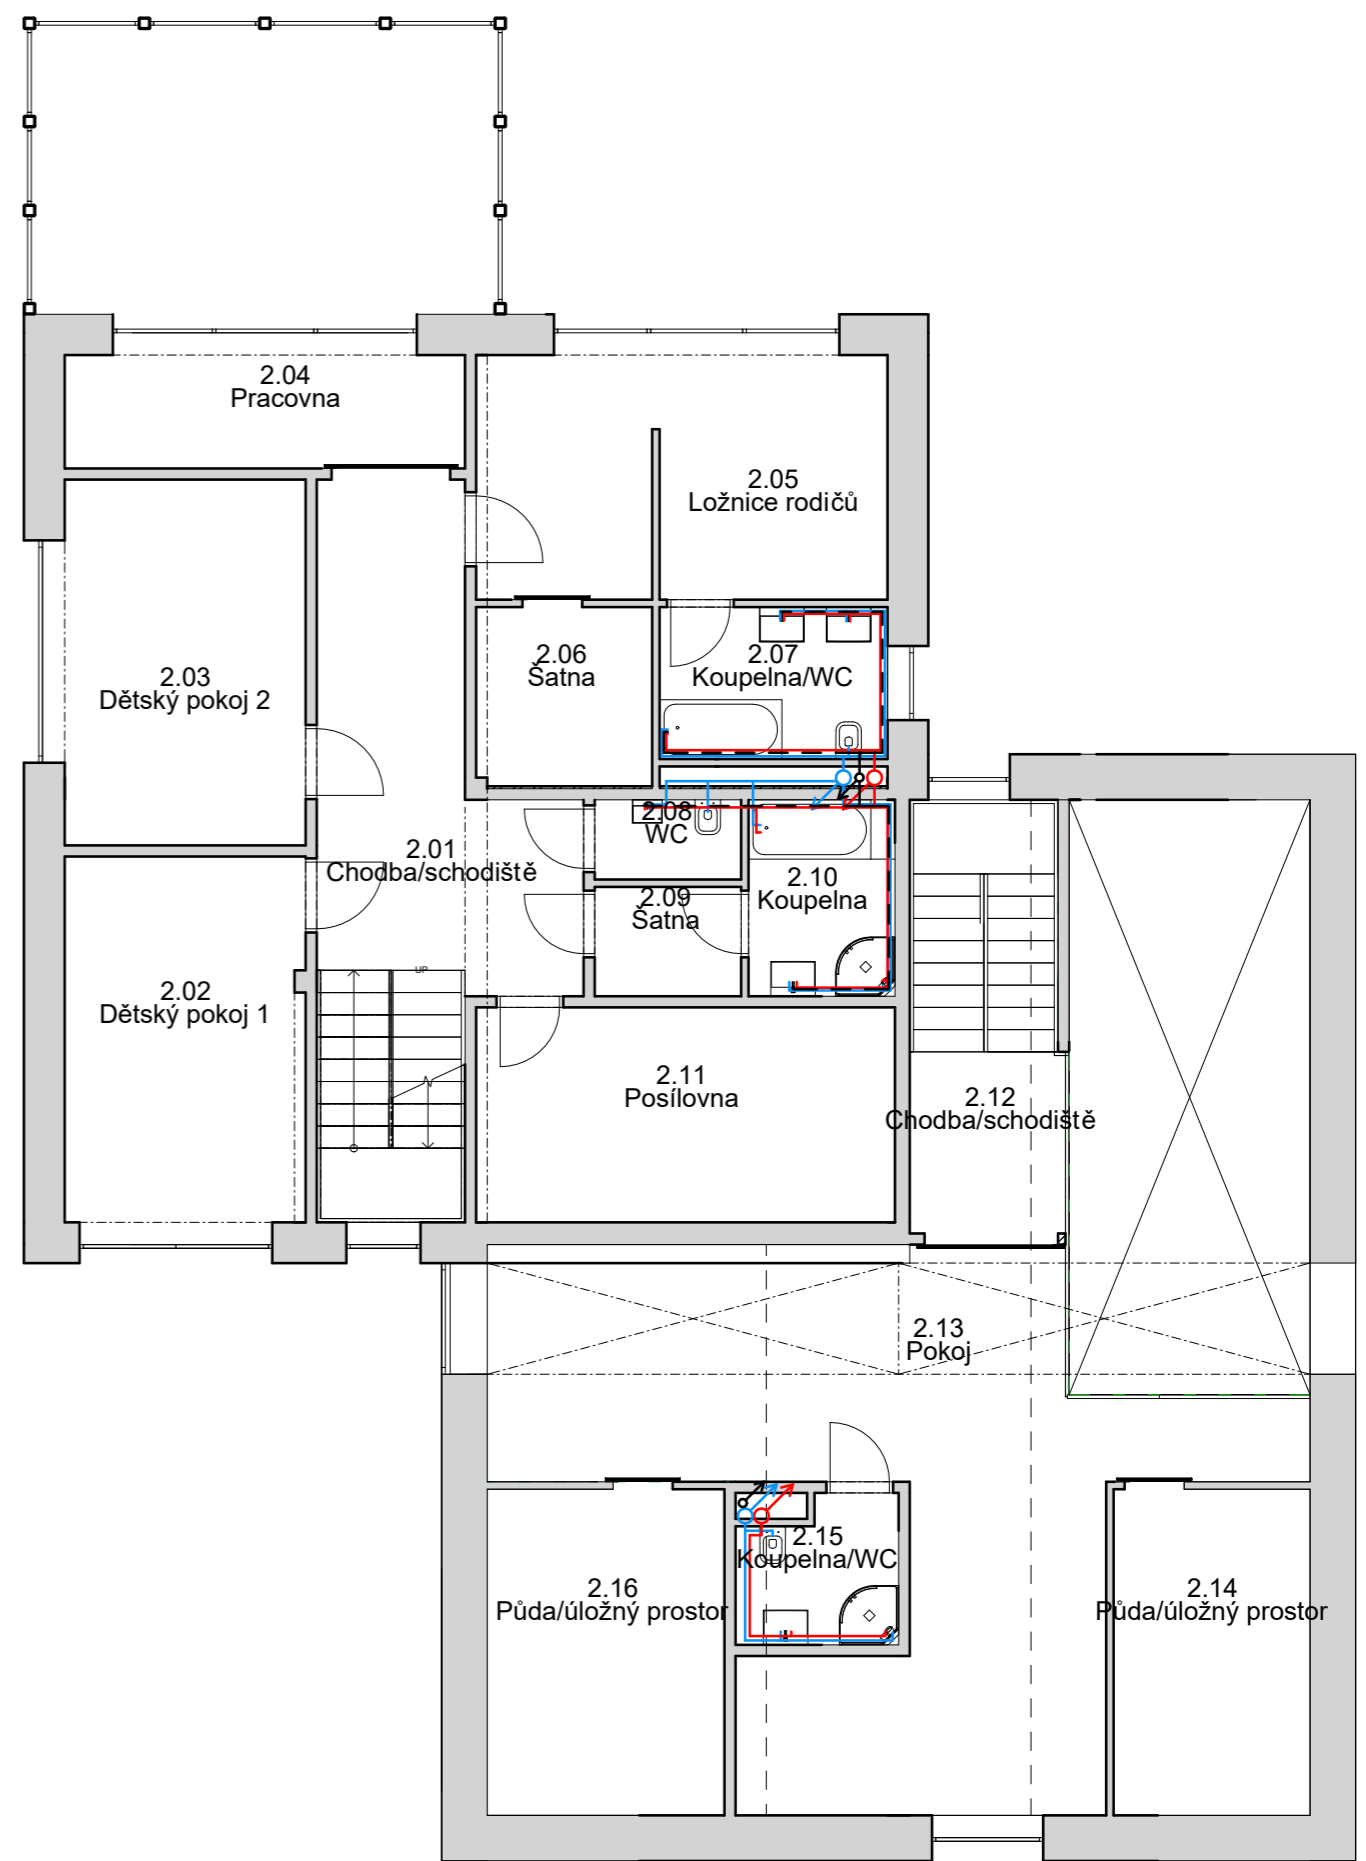 2.04
Pracovna
2.05
Ložnice rodičů
2.03
Dětský pokoj 2
2.06
Šatna
2.07
Koupelna/WC
2.08
WC
2.01
Chodba/schodiště
2.09
Šatna
2.10
Koupelna
2.02
Dětský pokoj 1
UP
2.11
Posílovna
2.12
Chodba/schodiště
2.13
Pokoj
2.15
Koupelna/WC
2.16
Půda/úložný prostor
2.14
Půda/úložný prostor